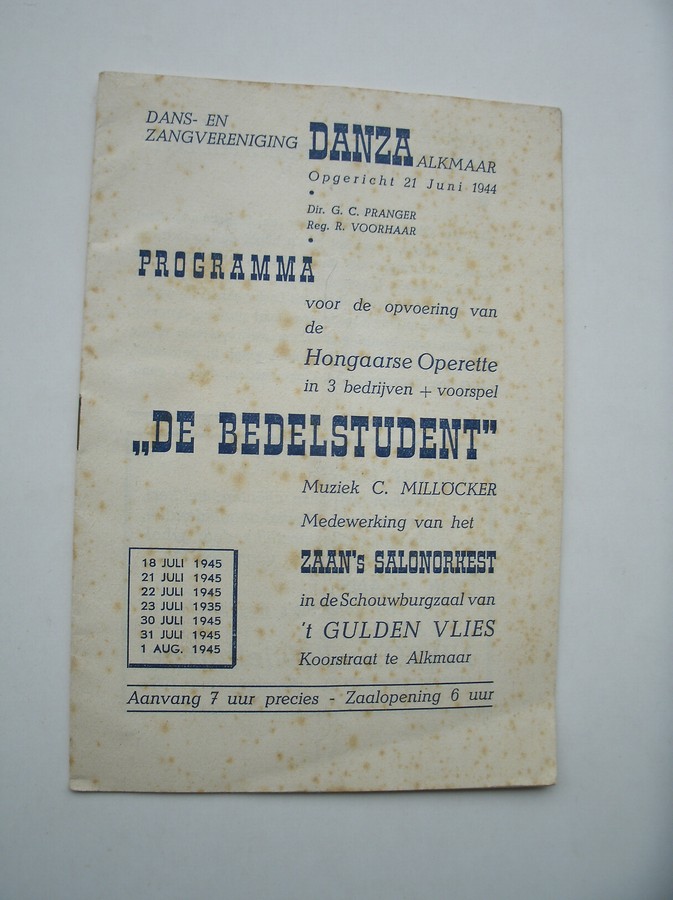 DANS- EN
ZANGVERENIGING DANZA ALKMAAR
Opgericht 21 Juni 1944
Dir. G. C. PRANGER
Reg. R. VOORHAAR
PROGRAMMA
voor de opvoering van
de
Hongaarse Operette
in 3 bedrijven + voorspel
„DE BEDELSTUDENT"
Muziek C. MILLÖCKER
Medewerking van het
ZAAN's SALONORKEST
in de Schouwburgzaal van
't GULDEN VLIES
Koorstraat te Alkmaar
18 JULI 1945
21 JULI 1945
22 JULI 1945
23 JULI 1935
30 JULI 1945
31 JULI 1945
1 AUG. 1945
Aanvang 7 uur precies - Zaalopening 6 uur